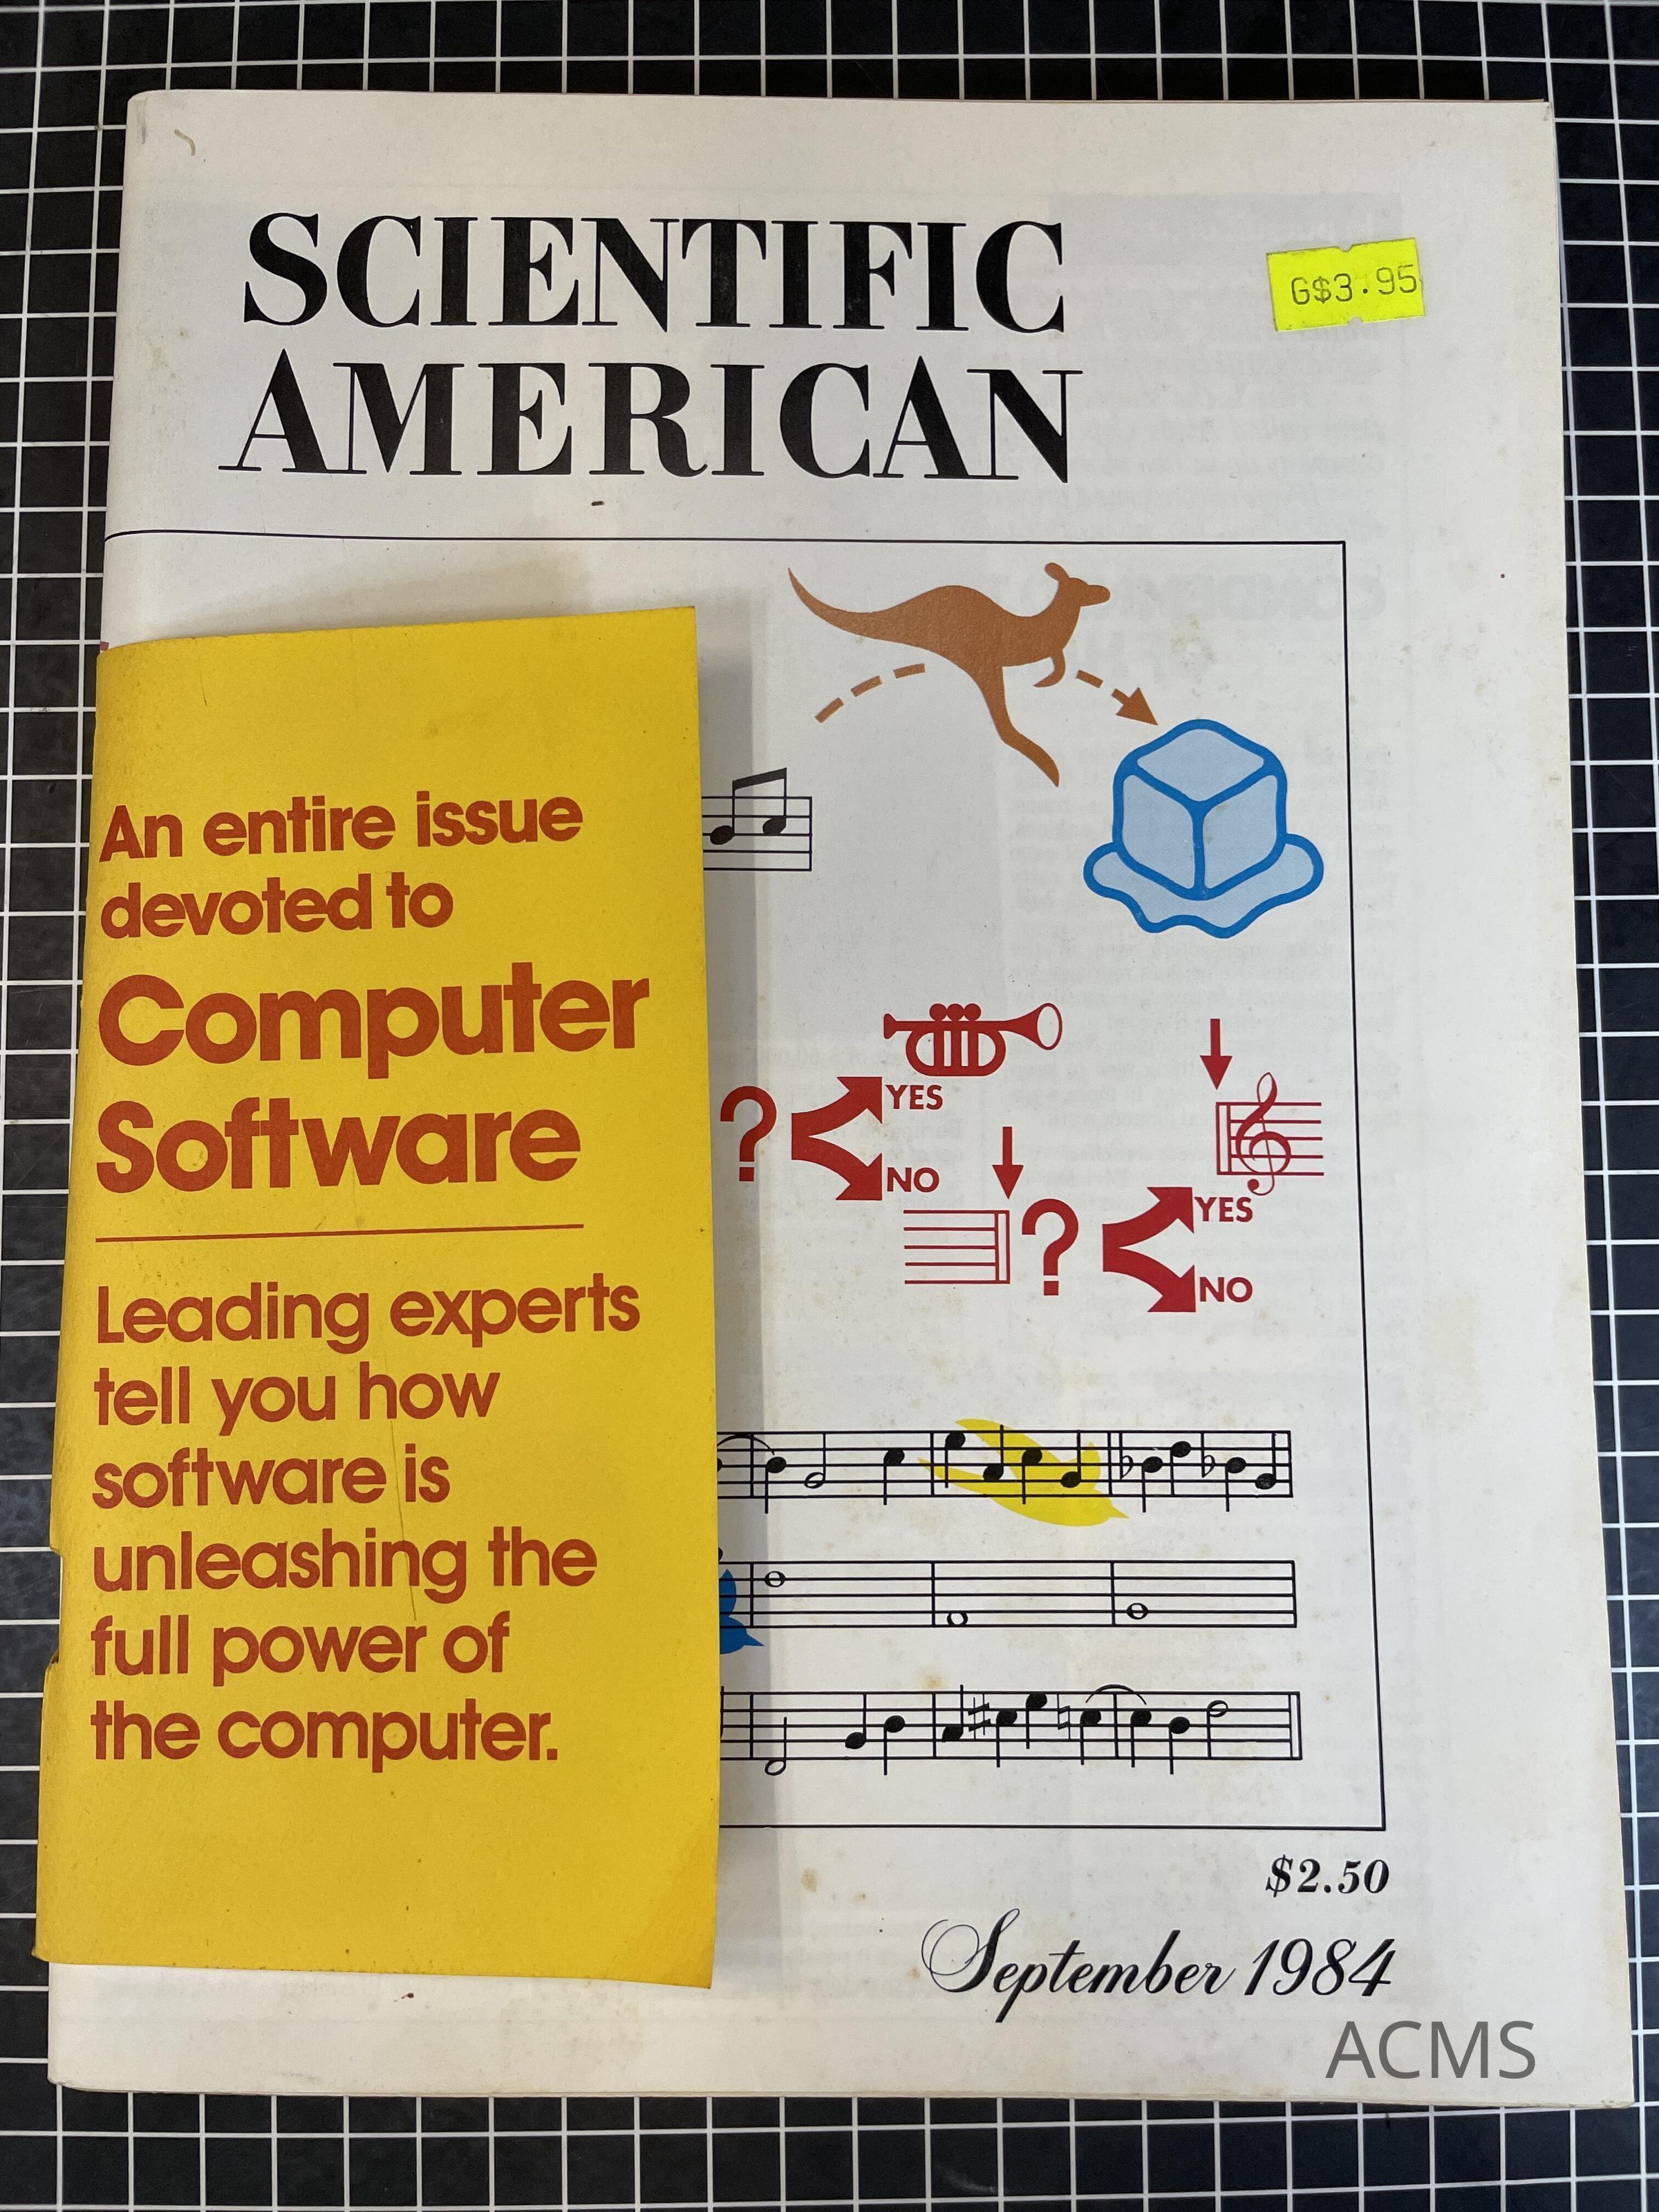 SCIENTIFIC
AMERICAN
G$3.95
An entire issue
devoted to
Computer
Software
Leading experts
tell you how
software is
unleashing the
full power of
the computer.
?
YES
NO
?
YES
NO
$2.50
September 1984
ACMS